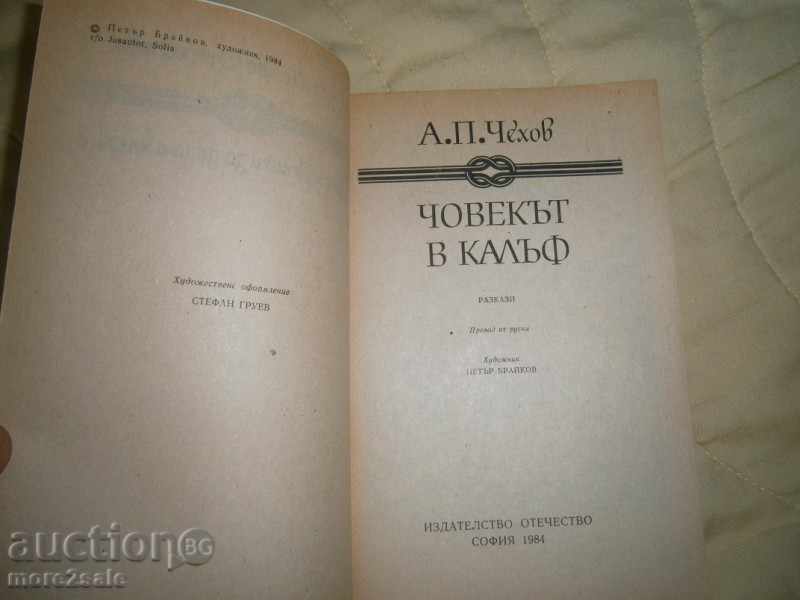 © Петър Брайков, художник, 1984
c/o Jusautor, Sofia
Художествено оформление
СТЕФАН ГРУЕВ
А.П.Чехов
ЧОВЕКЪТ
В КАЛЪФ
РАЗКАЗИ
Превод от руски
Художник
ПЕТЪР БРАЙКОВ
ИЗДАТЕЛСТВО ОТЕЧЕСТВО
СОФИЯ 1984
auction BG
more2sale